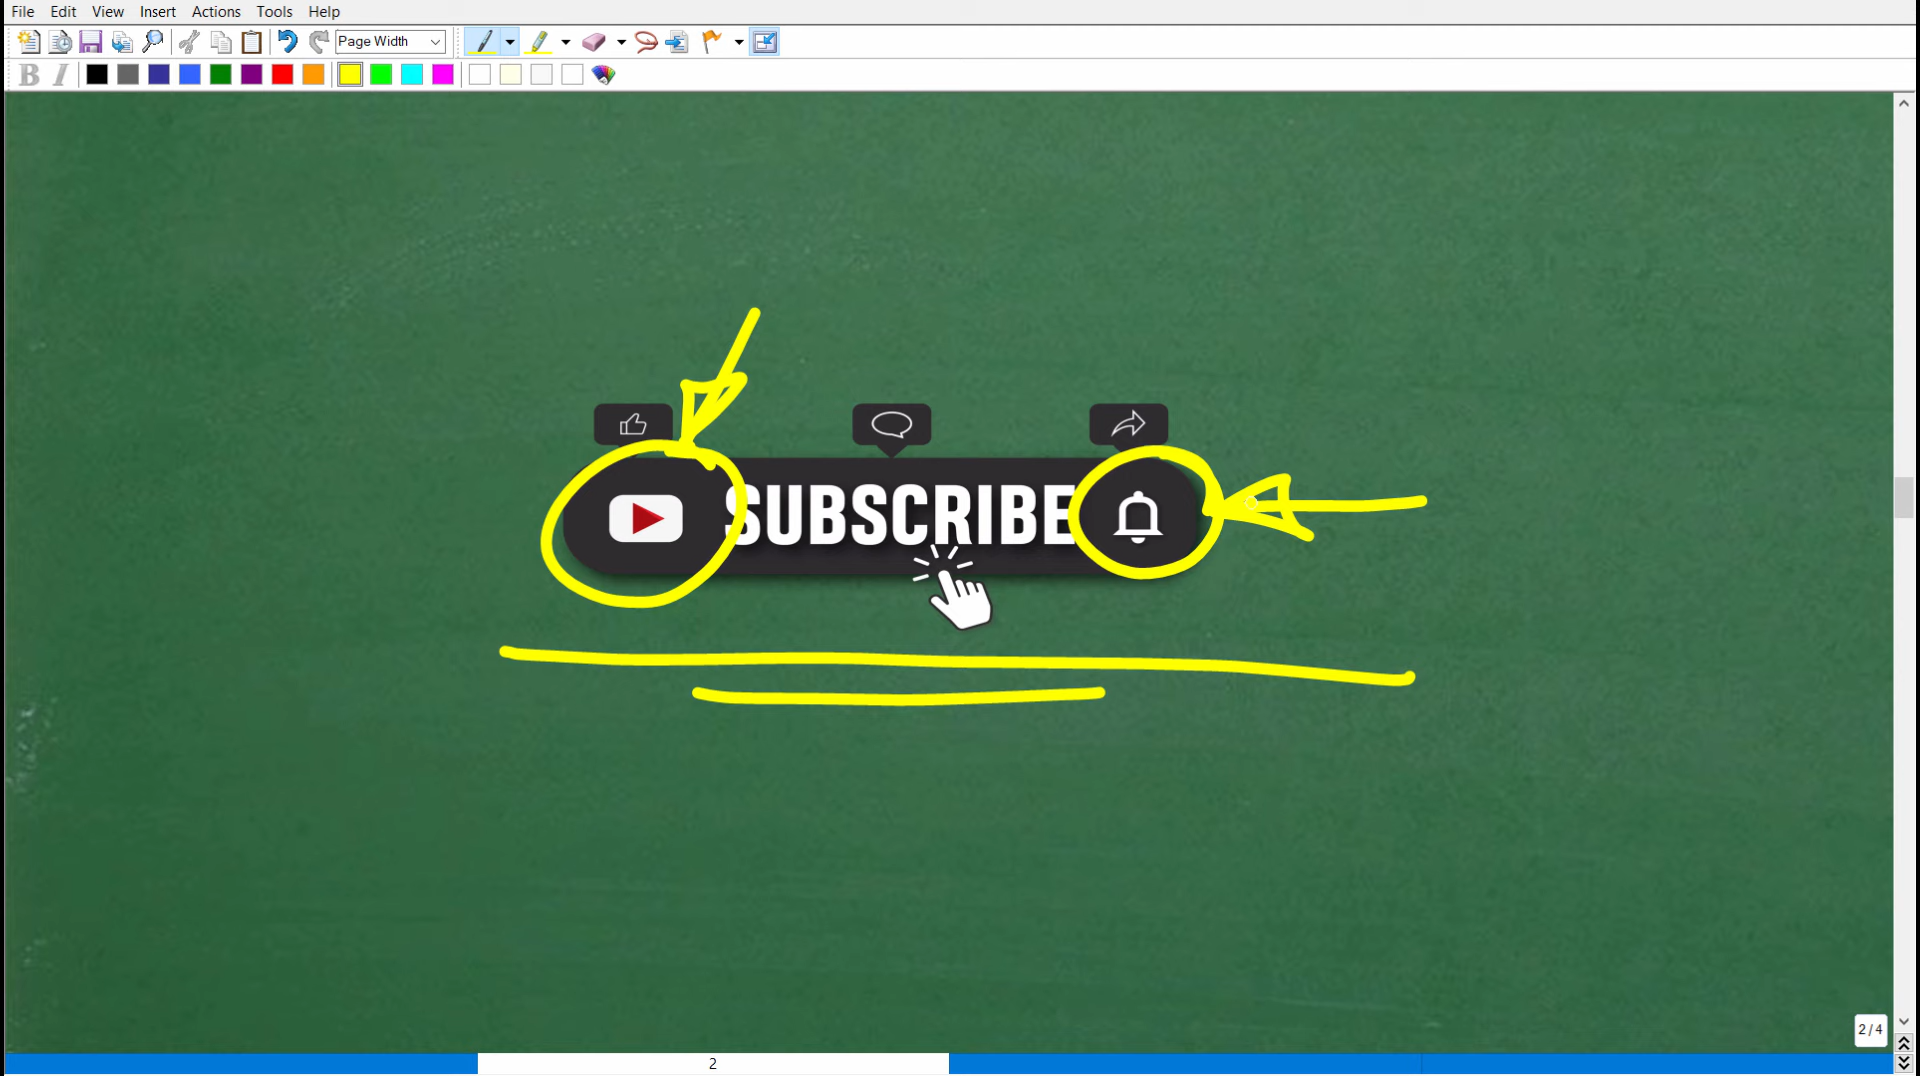 File Edit View Insert Actions Tools Help
Page Width
B I
SUBSCRIBE
2 / 4
2